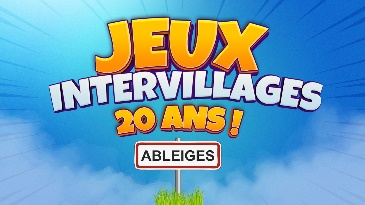 JEUX
INTERVILLAGES
20 ANS !
ABLEIGES